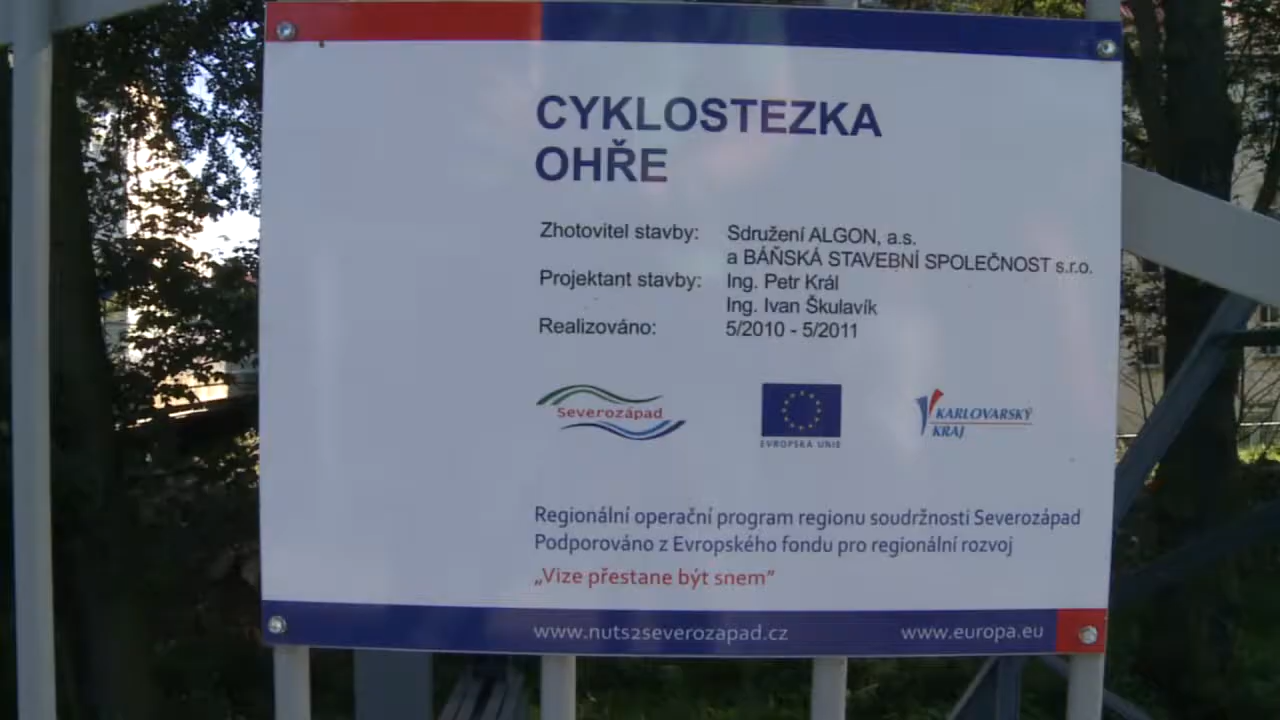 CYKLOSTEZKA
OHŘE
Zhotovitel stavby: Sdružení ALGON, a.s.
a BÁŇSKÁ STAVEBNÍ SPOLEČNOST s.r.o.
Projektant stavby: Ing. Petr Král
Ing. Ivan Škulavík
Realizováno: 5/2010 - 5/2011
Severozápad
EVROPSKÁ UNIE
KARLOVARSKÝ
KRAJ
Regionální operační program regionu soudržnosti Severozápad
Podporováno z Evropského fondu pro regionální rozvoj
„Vize přestane být snem"
www.nuts2severozapad.cz www.europa.eu